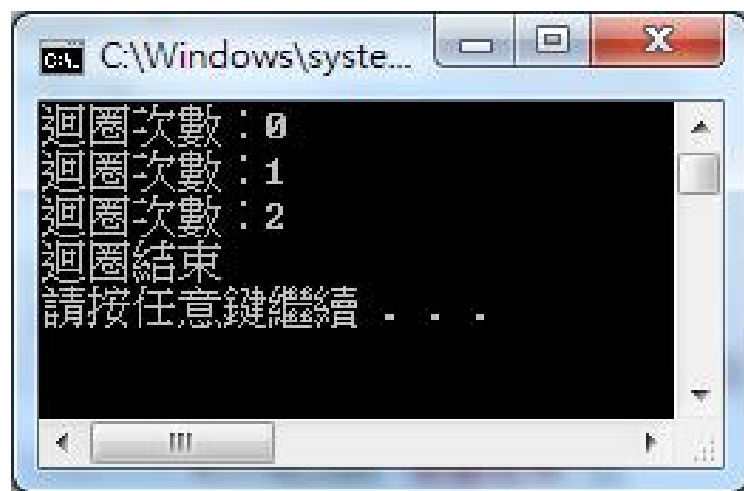 C:\Windows\syste...
迴圈次數：0
迴圈次數：1
迴圈次數：2
迴圈結束
請按任意鍵繼續 . . .